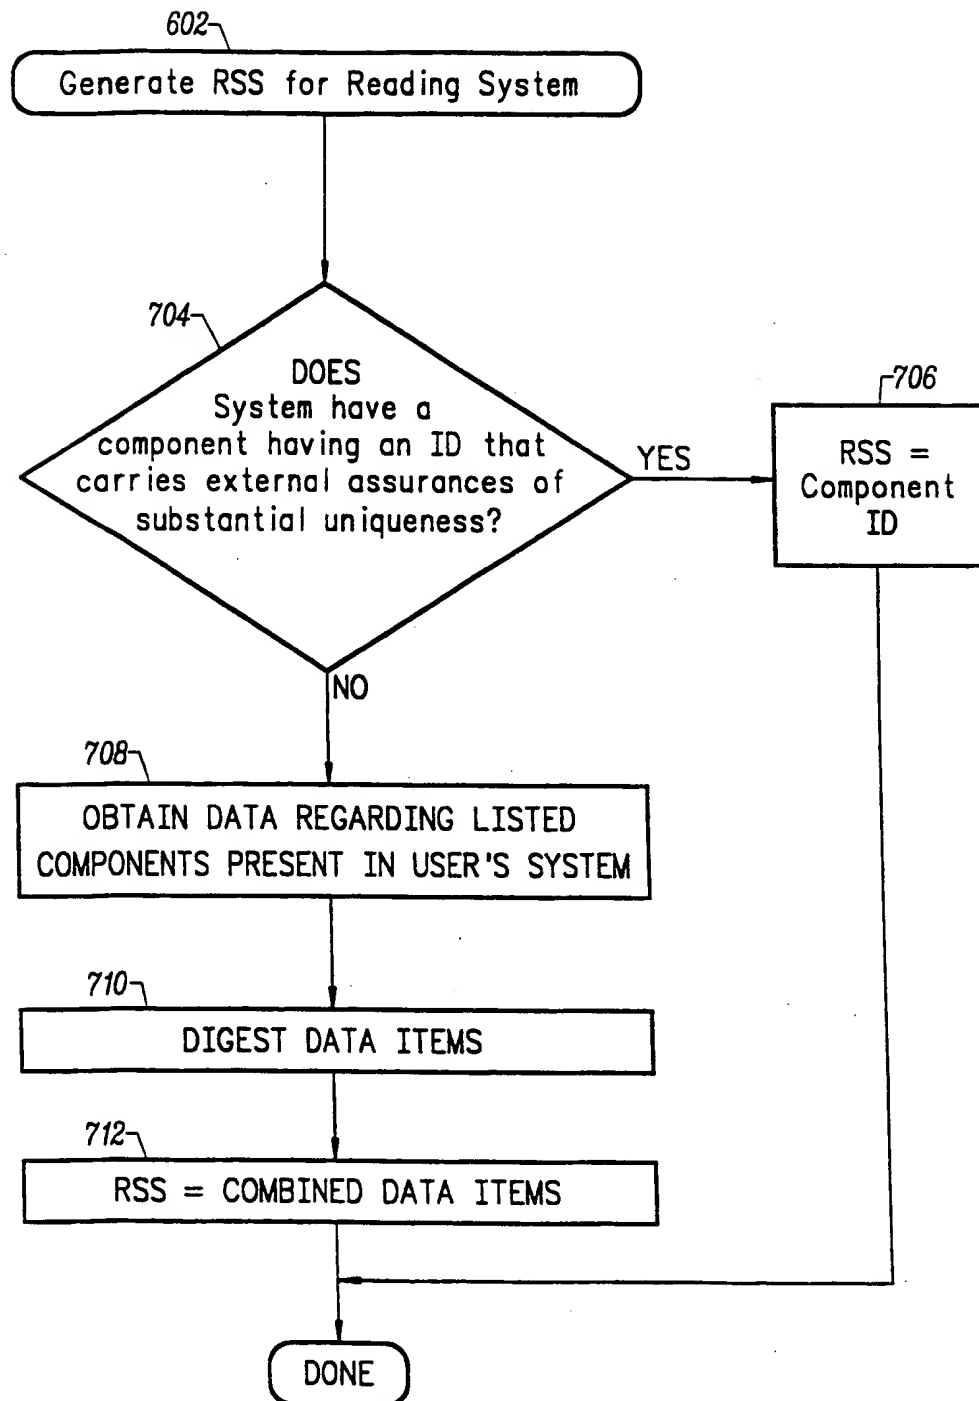 602
Generate RSS for Reading System
704
DOES
System have a
component having an ID that
carries external assurances of
substantial uniqueness?
YES
706
RSS =
Component
ID
NO
708
OBTAIN DATA REGARDING LISTED
COMPONENTS PRESENT IN USER'S SYSTEM
710
DIGEST DATA ITEMS
712
RSS = COMBINED DATA ITEMS
DONE